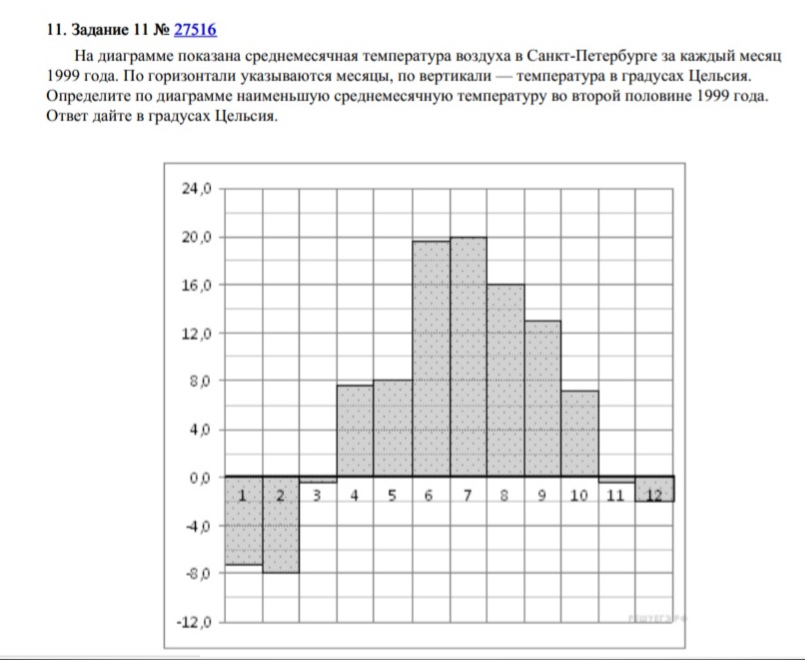 11. Задание 11 № 27516
На диаграмме показана среднемесячная температура воздуха в Санкт-Петербурге за каждый месяц
1999 года. По горизонтали указываются месяцы, по вертикали — температура в градусах Цельсия.
Определите по диаграмме наименьшую среднемесячную температуру во второй половине 1999 года.
Ответ дайте в градусах Цельсия.
24,0
20,0
16,0
12,0
8,0
4,0
0,0
1 2 3 4 5 6 7 8 9 10 11 12
-4,0
-8,0
-12,0
РЕШУЕГЭ.РФ